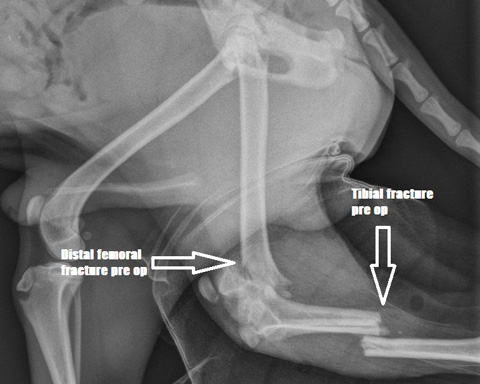 Tibial fracture
pre op
Distal femoral
fracture pre op